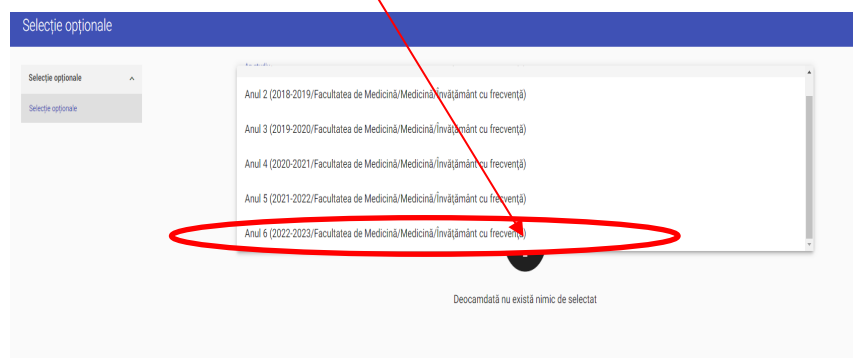 Selecție opționale
Selecție opționale
Selecție opționale
Anul 2 (2018-2019/Facultatea de Medicină/Medicină/Învățământ cu frecvență)
Anul 3 (2019-2020/Facultatea de Medicină/Medicină/Învățământ cu frecvență)
Anul 4 (2020-2021/Facultatea de Medicină/Medicină/Învățământ cu frecvență)
Anul 5 (2021-2022/Facultatea de Medicină/Medicină/Învățământ cu frecvență)
Anul 6 (2022-2023/Facultatea de Medicină/Medicină/Învățământ cu frecvență)
Deocamdată nu există nimic de selectat